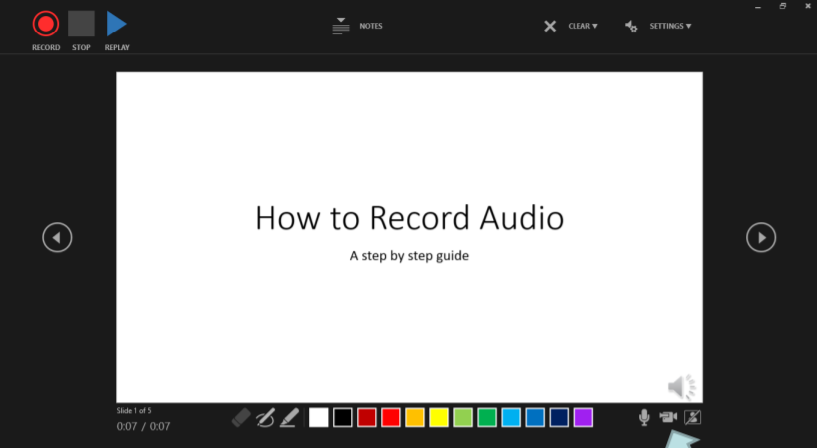 RECORD STOP REPLAY
NOTES
CLEAR ▼
SETTINGS ▼
How to Record Audio
A step by step guide
Slide 1 of 5
0:07 / 0:07